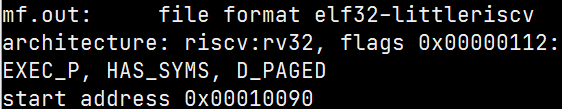 mf.out:     file format elf32-littleriscv
architecture: riscv:rv32, flags 0x00000112:
EXEC_P, HAS_SYMS, D_PAGED
start address 0x00010090